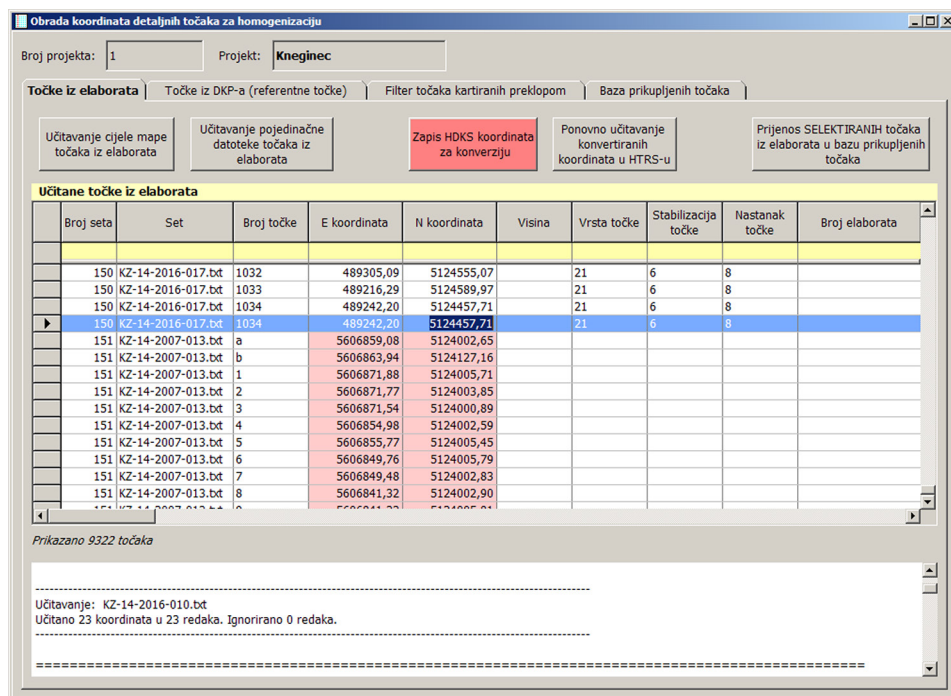 Obrada koordinata detaljnih točaka za homogenizaciju
Broj projekta: 1 Projekt: Kneginec
Točke iz elaborata Točke iz DKP-a (referentne točke) Filter točaka kartiranih preklopom Baza prikupljenih točaka
Učitavanje cijele mape
točaka iz elaborata
Učitavanje pojedinačne
datoteke točaka iz
elaborata
Zapis HDKS koordinata
za konverziju
Ponovno učitavanje
konvertiranih
koordinata u HTRS-u
Prijenos SELEKTIRANIH točaka
iz elaborata u bazu prikupljenih
točaka
Učitane točke iz elaborata
Broj seta Set Broj točke E koordinata N koordinata Visina Vrsta točke Stabilizacija točke Nastanak točke Broj elaborata
150 KZ-14-2016-017.txt 1032 489305,09 5124555,07 21 6 8
150 KZ-14-2016-017.txt 1033 489216,29 5124589,97 21 6 8
150 KZ-14-2016-017.txt 1034 489242,20 5124457,71 21 6 8
150 KZ-14-2016-017.txt 1034 489242,20 5124457,71 21 6 8
151 KZ-14-2007-013.txt a 5606859,08 5124002,65
151 KZ-14-2007-013.txt b 5606863,94 5124127,16
151 KZ-14-2007-013.txt 1 5606871,88 5124005,71
151 KZ-14-2007-013.txt 2 5606871,77 5124003,85
151 KZ-14-2007-013.txt 3 5606871,54 5124000,89
151 KZ-14-2007-013.txt 4 5606854,98 5124002,59
151 KZ-14-2007-013.txt 5 5606855,77 5124005,45
151 KZ-14-2007-013.txt 6 5606849,76 5124005,79
151 KZ-14-2007-013.txt 7 5606849,48 5124002,83
151 KZ-14-2007-013.txt 8 5606841,32 5124002,90
Prikazano 9322 točaka
Učitavanje: KZ-14-2016-010.txt
Učitano 23 koordinata u 23 redaka. Ignorirano 0 redaka.